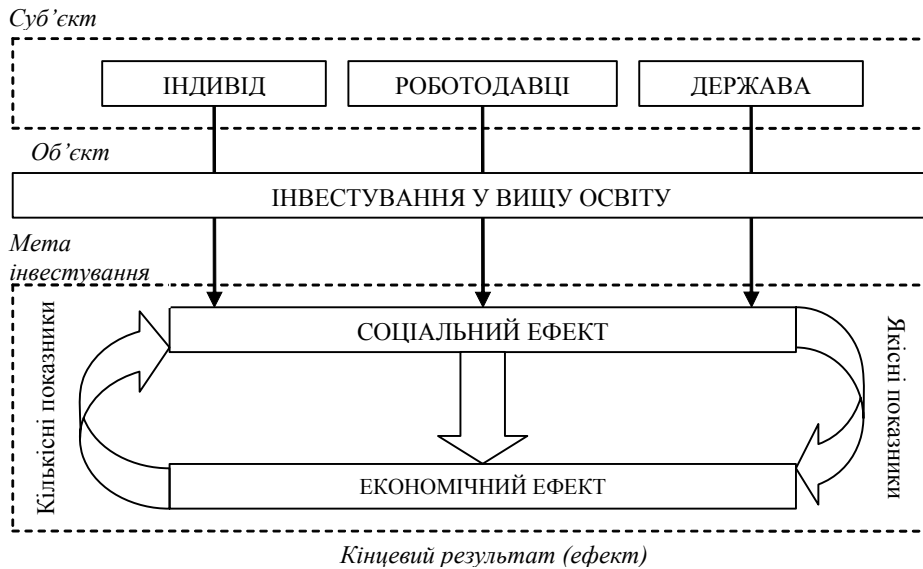 Суб’єкт
ІНДИВІД РОБОТОДАВЦІ ДЕРЖАВА
Об’єкт
ІНВЕСТУВАННЯ У ВИЩУ ОСВІТУ
Мета
інвестування
Кількісні показники
СОЦІАЛЬНИЙ ЕФЕКТ
Якісні показники
ЕКОНОМІЧНИЙ ЕФЕКТ
Кінцевий результат (ефект)